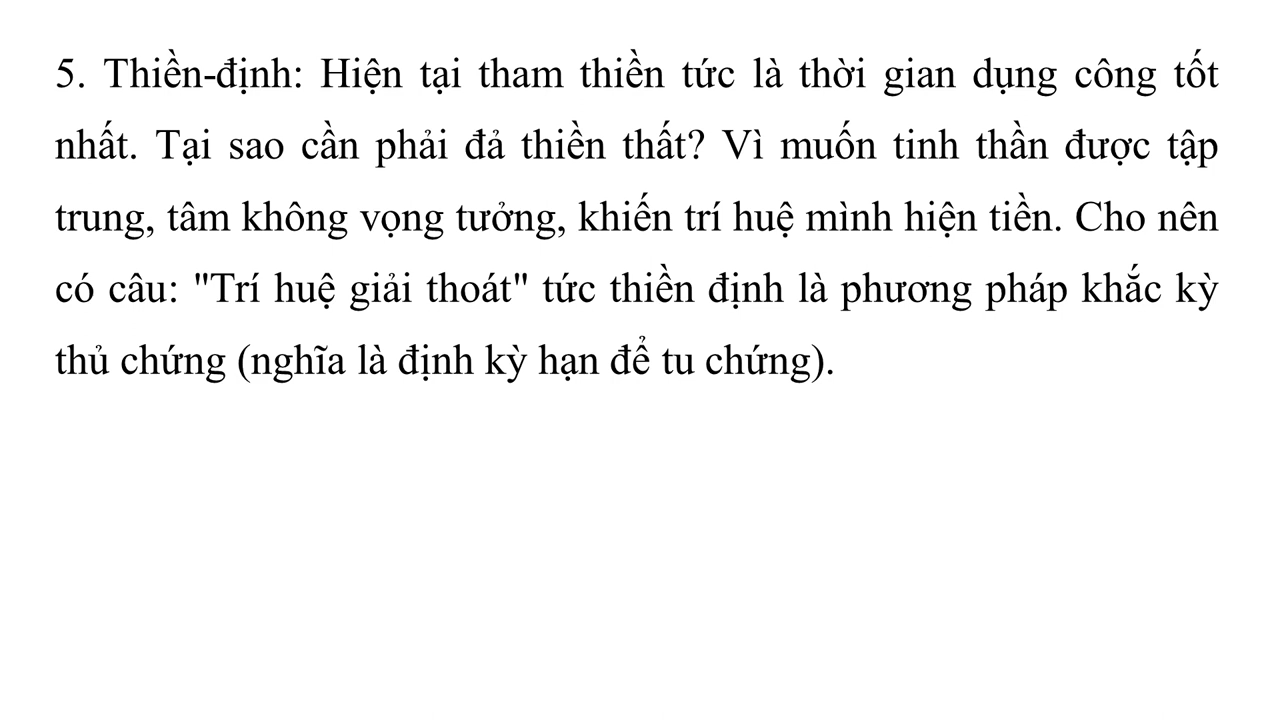 5. Thiền-định: Hiện tại tham thiền tức là thời gian dụng công tốt
nhất. Tại sao cần phải đả thiền thất? Vì muốn tinh thần được tập
trung, tâm không vọng tưởng, khiến trí huệ mình hiện tiền. Cho nên
có câu: "Trí huệ giải thoát" tức thiền định là phương pháp khắc kỳ
thủ chứng (nghĩa là định kỳ hạn để tu chứng).